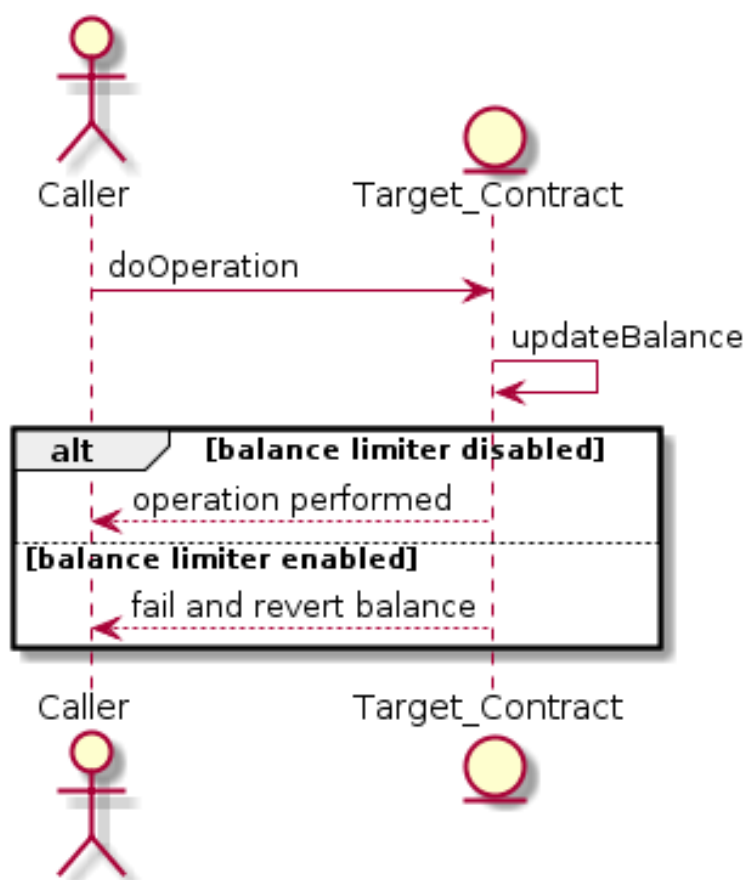 Caller
Target_Contract
doOperation
updateBalance
alt [balance limiter disabled]
operation performed
[balance limiter enabled]
fail and revert balance
Caller
Target_Contract